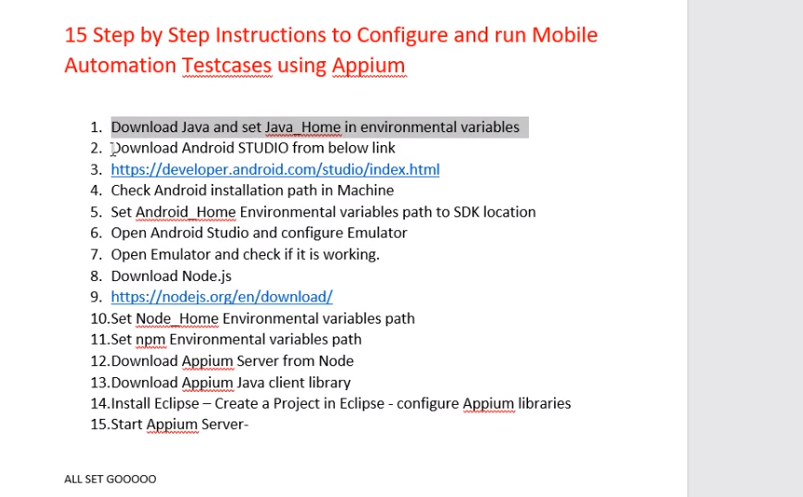 15 Step by Step Instructions to Configure and run Mobile
Automation Testcases using Appium
1. Download Java and set Java_Home in environmental variables
2. Download Android STUDIO from below link
3. https://developer.android.com/studio/index.html
4. Check Android installation path in Machine
5. Set Android_Home Environmental variables path to SDK location
6. Open Android Studio and configure Emulator
7. Open Emulator and check if it is working.
8. Download Node.js
9. https://nodejs.org/en/download/
10.Set Node_Home Environmental variables path
11.Set npm Environmental variables path
12.Download Appium Server from Node
13.Download Appium Java client library
14.Install Eclipse – Create a Project in Eclipse - configure Appium libraries
15.Start Appium Server-
ALL SET GOOOOO